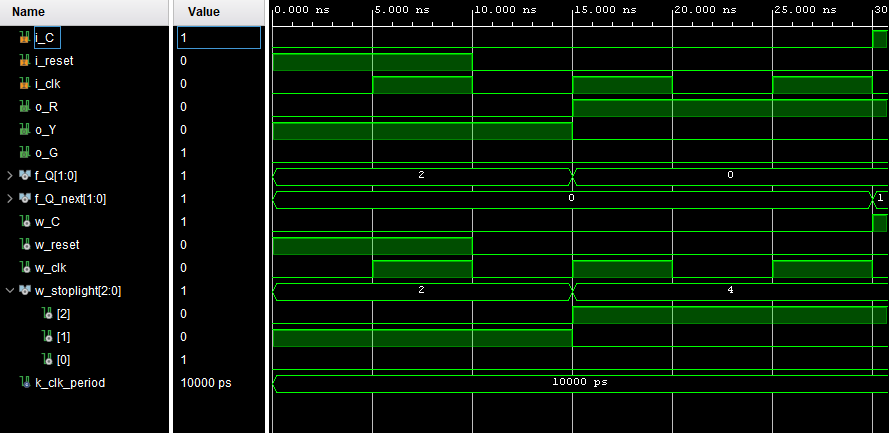 Name Value 0.000 ns 5.000 ns 10.000 ns 15.000 ns 20.000 ns 25.000 ns 30
i_C 1
i_reset 0
i_clk 0
o_R 0
o_Y 0
o_G 1
f_Q[1:0] 1 2 0
f_Q_next[1:0] 1 0 1
w_C 1
w_reset 0
w_clk 0
w_stoplight[2:0] 1 2 4
[2] 0
[1] 0
[0] 1
k_clk_period 10000 ps 10000 ps